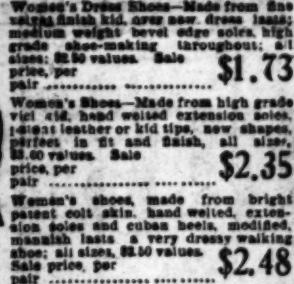 Women's Dress Shoes—Made from fine
finish kid, over new dress lasts;
medium weight bevel edge soles, high
grade shoe-making throughout; all
sizes; $2.50 values. Sale
price, per
pair .................... $1.73
Women's Shoes—Made from high grade
vici kid, hand welted extension soles,
patent leather or kid tips, new shapes,
perfect in fit and finish, all sizes,
values. Sale
price, per
pair .................... $2.35
Women's shoes, made from bright
patent colt skin, hand welted, exten-
sion soles and cuban heels, modified,
mannish lasts a very dressy walking
shoe; all sizes, values.
Sale price, per
pair .................... $2.48